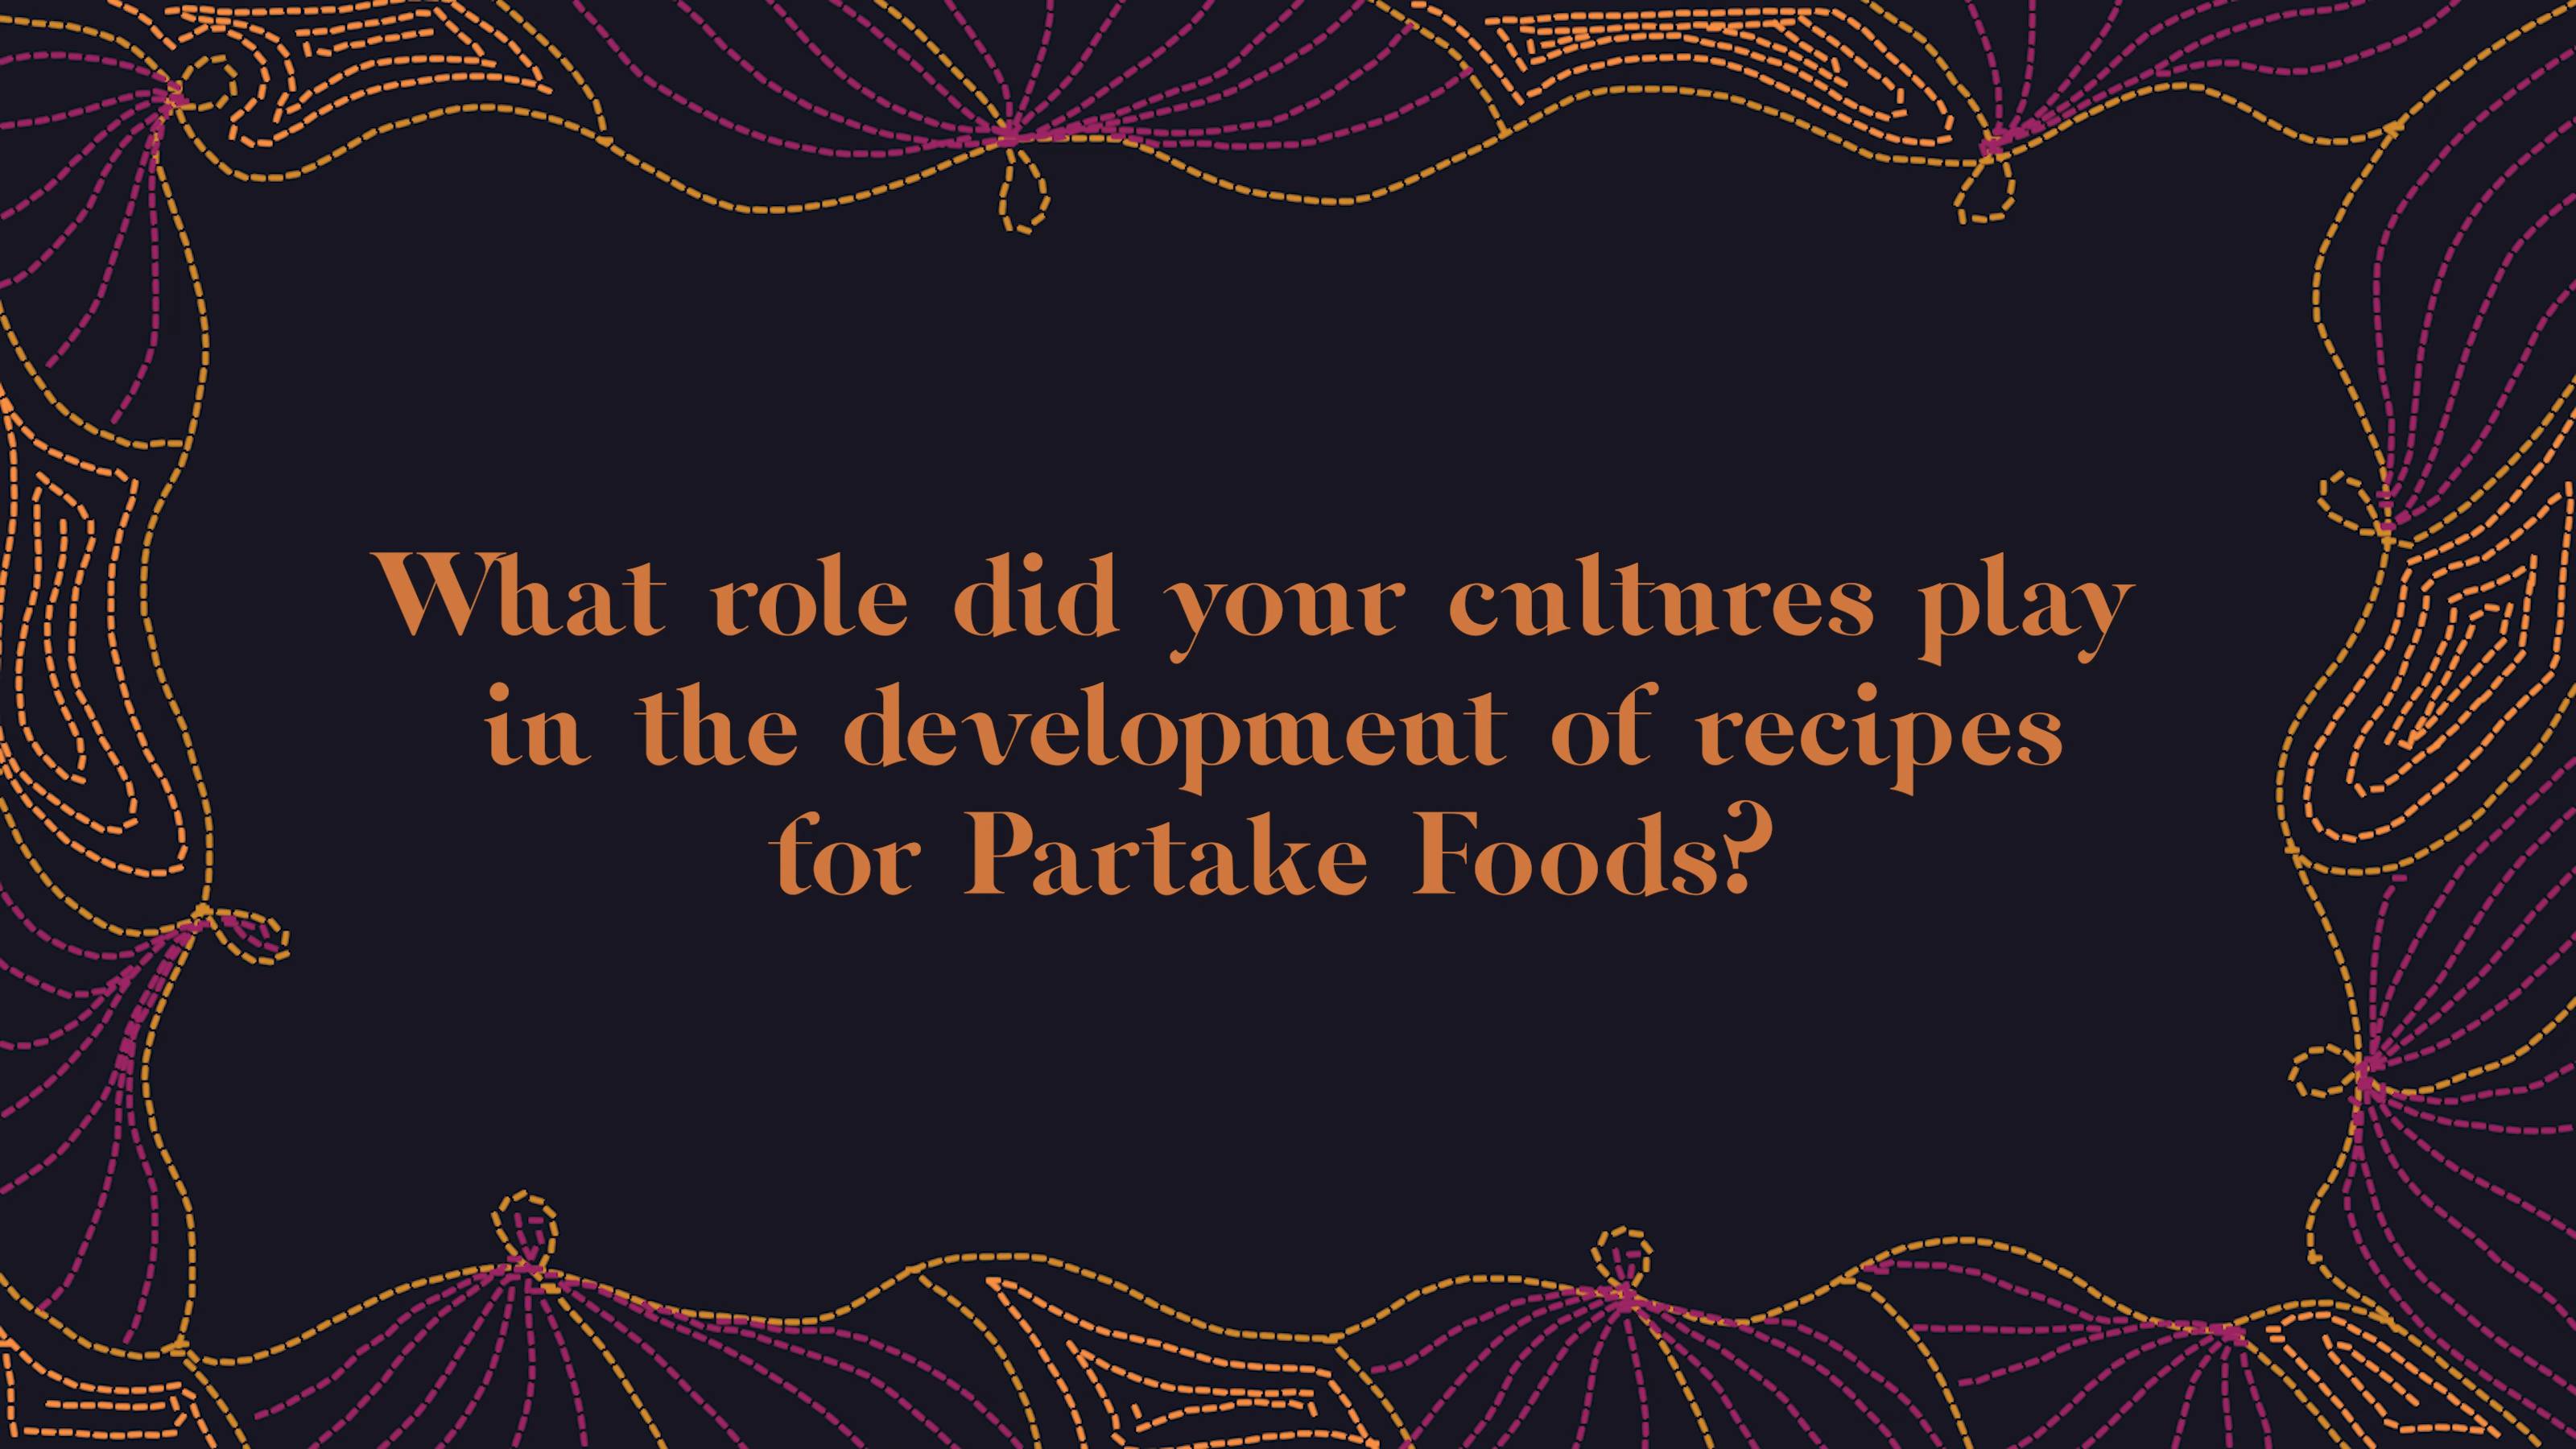 What role did your cultures play
in the development of recipes
for Partake Foods?